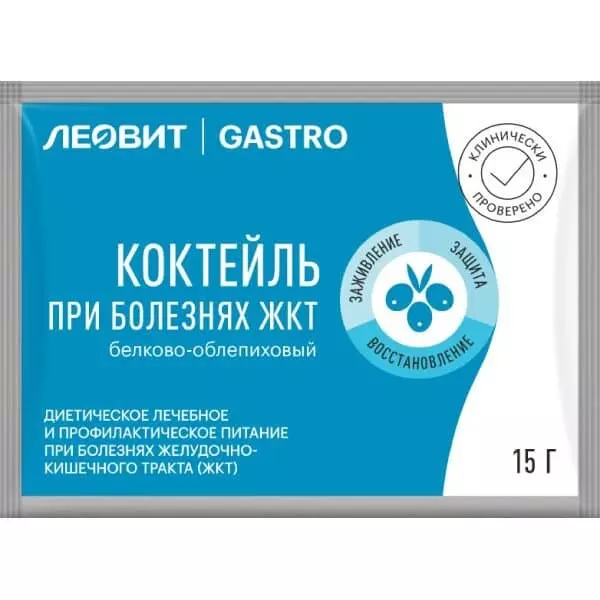 ЛЕОВИТ | GASTRO
КЛИНИЧЕСКИ
ПРОВЕРЕНО
КОКТЕЙЛЬ
ПРИ БОЛЕЗНЯХ ЖКТ
белково-облепиховый
ЗАЖИВЛЕНИЕ
ЗАЩИТА
ВОССТАНОВЛЕНИЕ
ДИЕТИЧЕСКОЕ ЛЕЧЕБНОЕ
И ПРОФИЛАКТИЧЕСКОЕ ПИТАНИЕ
ПРИ БОЛЕЗНЯХ ЖЕЛУДОЧНО-
КИШЕЧНОГО ТРАКТА (ЖКТ)
15 Г